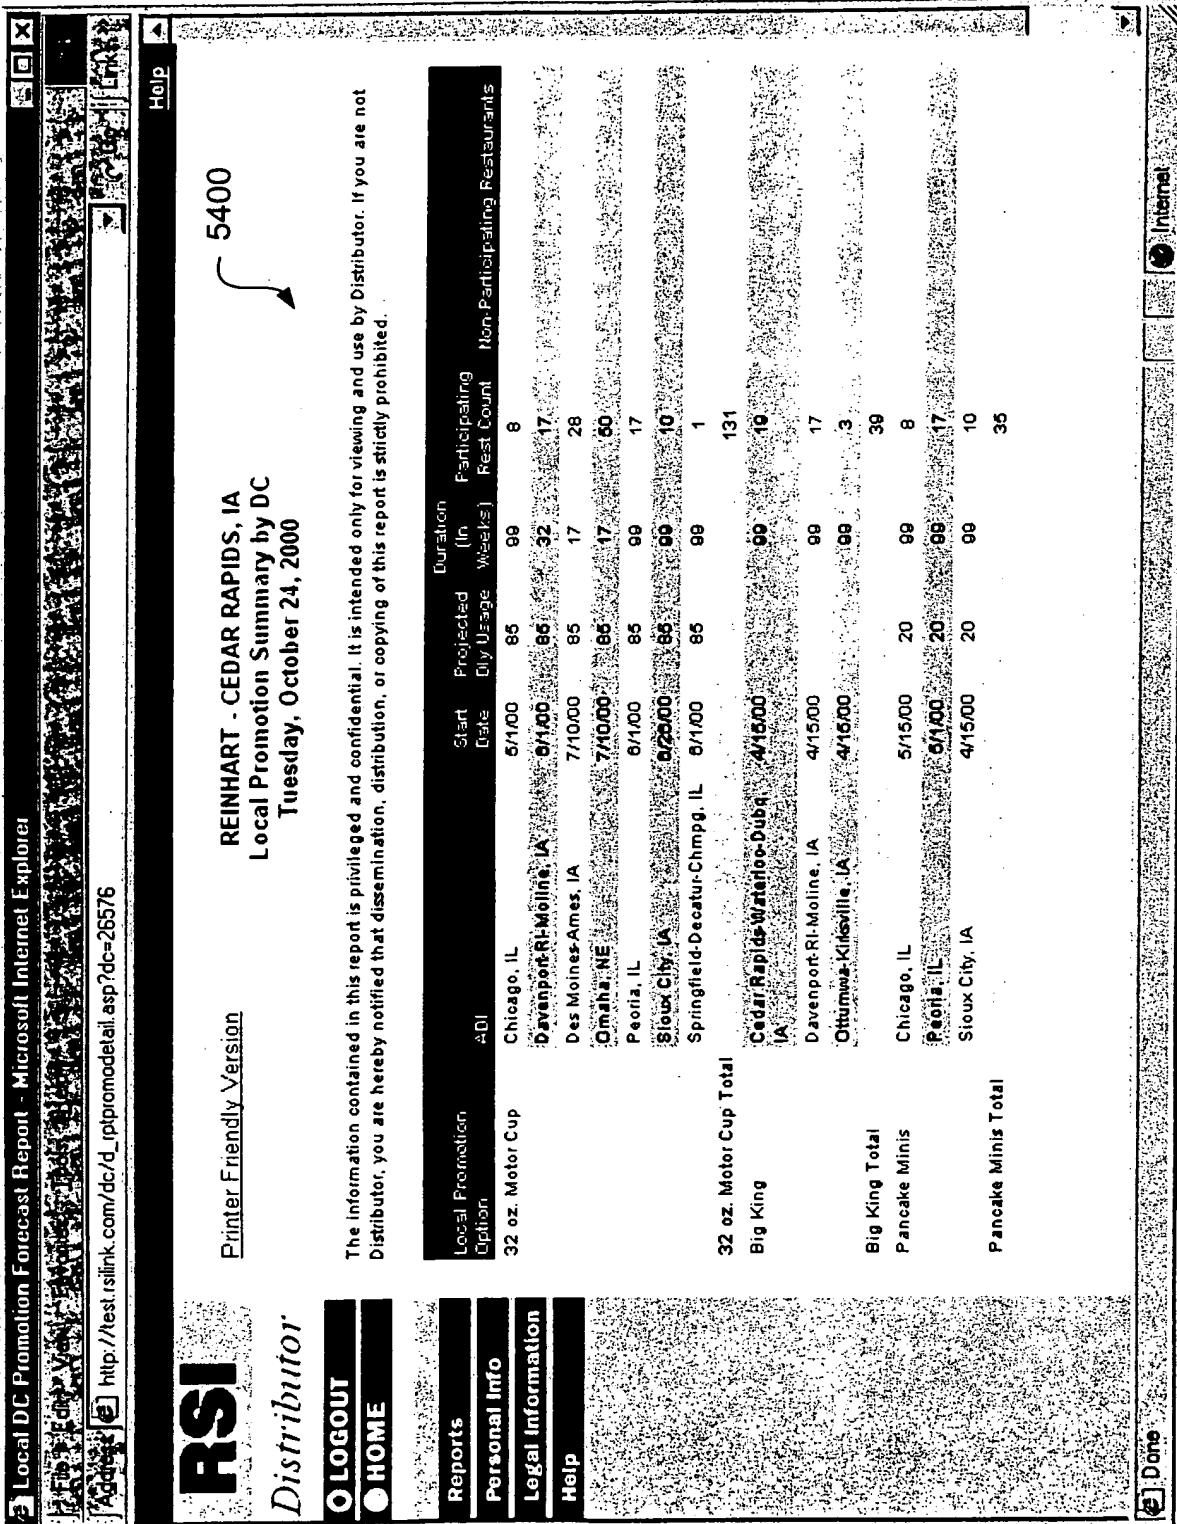 Local DC Promotion Forecast Report - Microsoft Internet Explorer
Address http://test.rsilink.com/dc/d_rptpromodetail.asp?dc=26576
Help
RSI
Distributor
LOGOUT
HOME
Reports
Personal Info
Legal Information
Help
Printer Friendly Version
REINHART - CEDAR RAPIDS, IA
Local Promotion Summary by DC
Tuesday, October 24, 2000
5400
The information contained in this report is privileged and confidential. It is intended only for viewing and use by Distributor. If you are not
Distributor, you are hereby notified that dissemination, distribution, or copying of this report is strictly prohibited.
Local Promotion Option ADI Start Date Projected Dly Usage Duration (In Weeks) Participating Rest Count Non-Participating Restaurants
32 oz. Motor Cup Chicago, IL 5/1/00 85 99 8
Davenport-RI-Moline, IA 6/1/00 85 32 17
Des Moines-Ames, IA 7/10/00 85 17 28
Omaha, NE 7/10/00 85 17 50
Peoria, IL 6/1/00 85 99 17
Sioux City, IA 6/26/00 85 99 10
Springfield-Decatur-Chmpg, IL 6/1/00 85 99 1
32 oz. Motor Cup Total 131
Big King Cedar Rapids-Waterloo-Dubq, IA 4/15/00 99 19
Davenport-RI-Moline, IA 4/15/00 99 17
Ottumwa-Kirksville, IA 4/15/00 99 3
Big King Total 39
Pancake Minis Chicago, IL 5/15/00 20 99 8
Peoria, IL 5/1/00 20 99 17
Sioux City, IA 4/15/00 20 99 10
Pancake Minis Total 35
Done
Internet